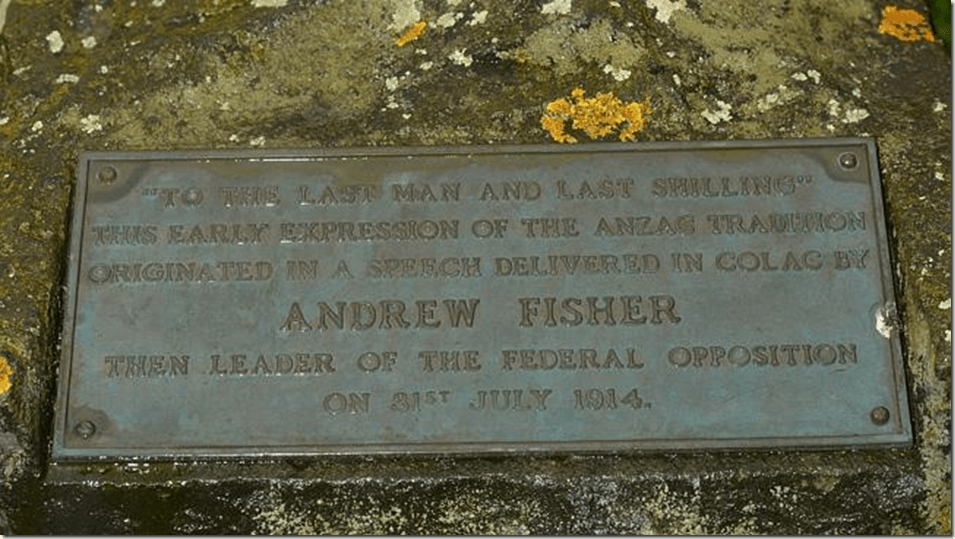 "TO THE LAST MAN AND LAST SHILLING"
THIS EARLY EXPRESSION OF THE ANZAC TRADITION
ORIGINATED IN A SPEECH DELIVERED IN COLAC BY
ANDREW FISHER
THEN LEADER OF THE FEDERAL OPPOSITION
ON 31ST JULY 1914.